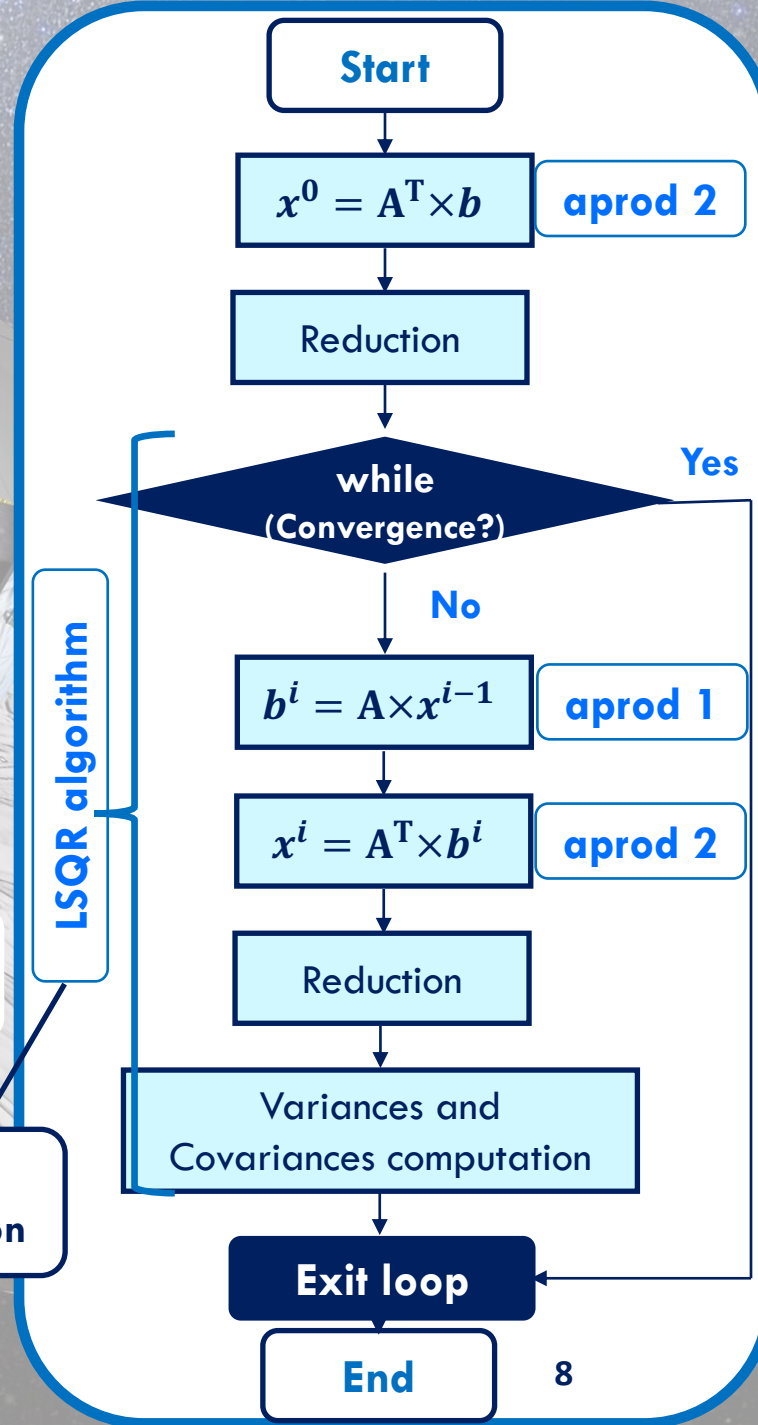 Start
x⁰ = Aᵀ×b
aprod 2
Reduction
while
(Convergence?)
Yes
No
LSQR algorithm
bⁱ = A×xⁱ⁻¹
aprod 1
xⁱ = Aᵀ×bⁱ
aprod 2
Reduction
Variances and
Covariances computation
Exit loop
End
8